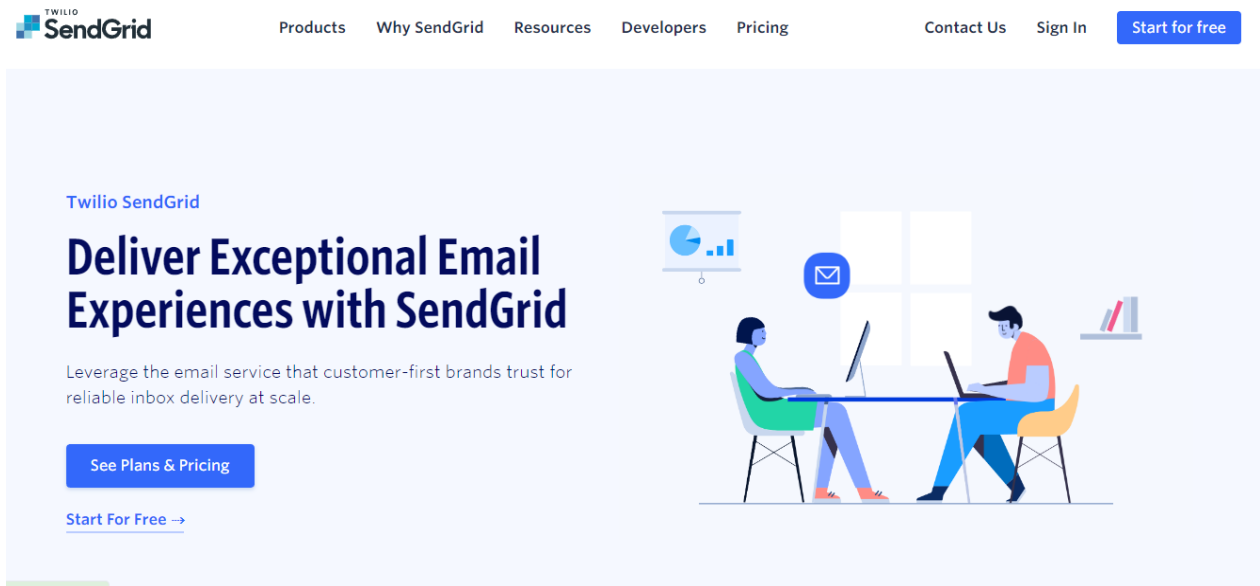 TWILIO
SendGrid
Products Why SendGrid Resources Developers Pricing Contact Us Sign In Start for free
Twilio SendGrid
Deliver Exceptional Email
Experiences with SendGrid
Leverage the email service that customer-first brands trust for
reliable inbox delivery at scale.
See Plans & Pricing
Start For Free →